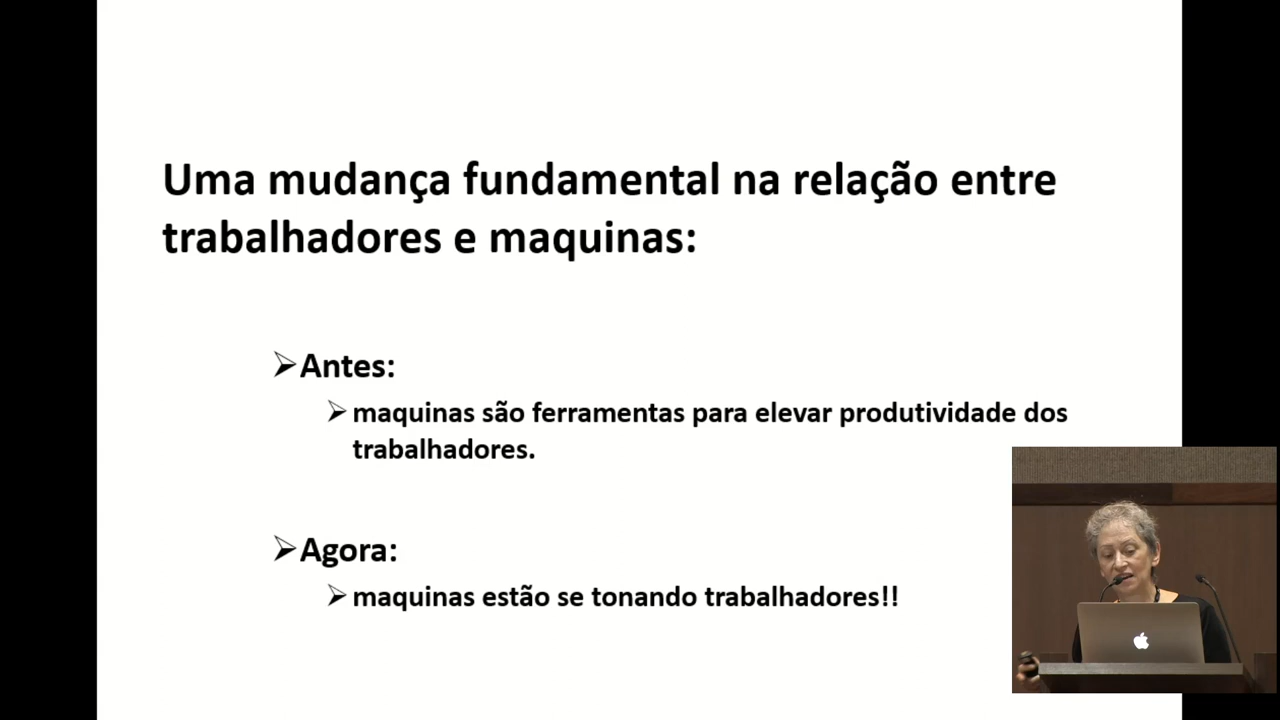 Uma mudança fundamental na relação entre
trabalhadores e maquinas:
Antes:
maquinas são ferramentas para elevar produtividade dos
trabalhadores.
Agora:
maquinas estão se tonando trabalhadores!!